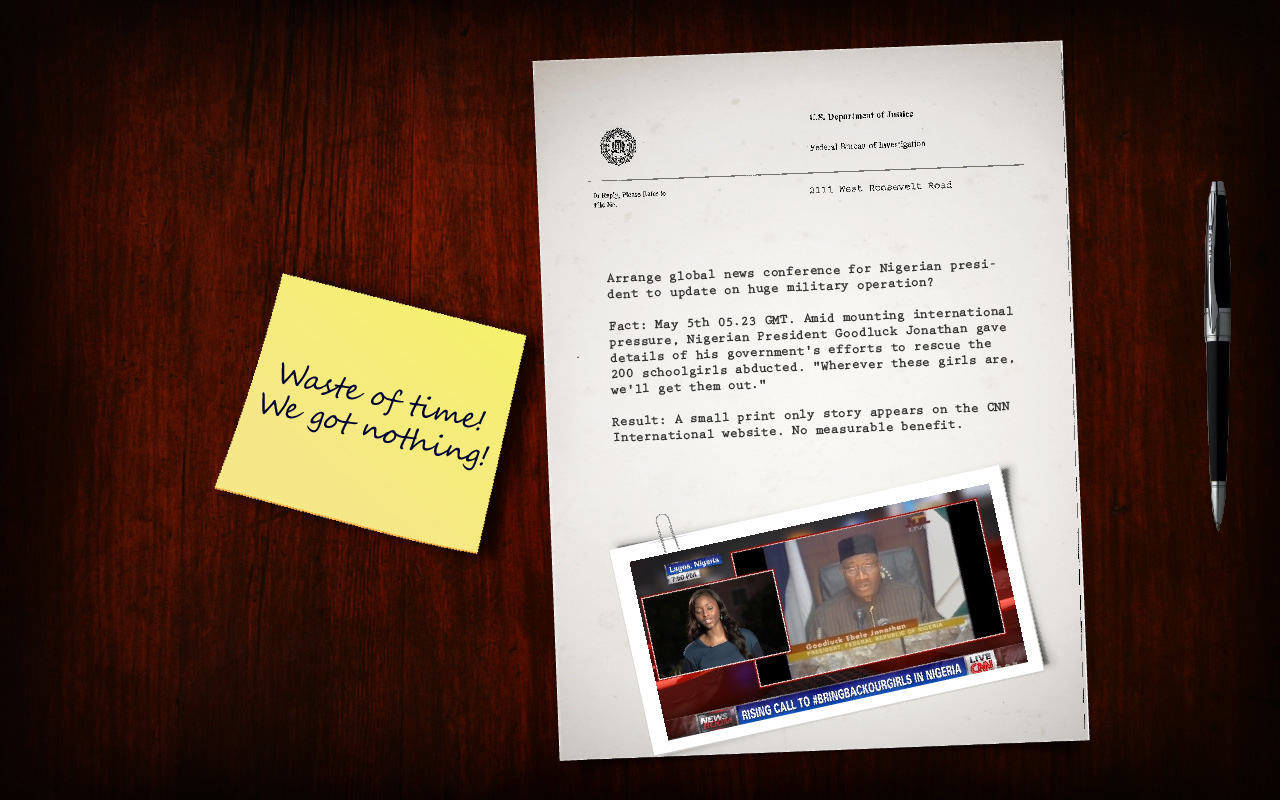 Waste of time!
We got nothing!
U.S. Department of Justice
Federal Bureau of Investigation
In Reply, Please Refer to
File No.
2111 West Roosevelt Road
Arrange global news conference for Nigerian presi-
dent to update on huge military operation?
Fact: May 5th 05.23 GMT. Amid mounting international
pressure, Nigerian President Goodluck Jonathan gave
details of his government's efforts to rescue the
200 schoolgirls abducted. "Wherever these girls are,
we'll get them out."
Result: A small print only story appears on the CNN
International website. No measurable benefit.
Lagos, Nigeria
7:50 PM
LIVE
Goodluck Ebele Jonathan
PRESIDENT, FEDERAL REPUBLIC OF NIGERIA
NEWS
ROOM
RISING CALL TO #BRINGBACKOURGIRLS IN NIGERIA
LIVE
CNN